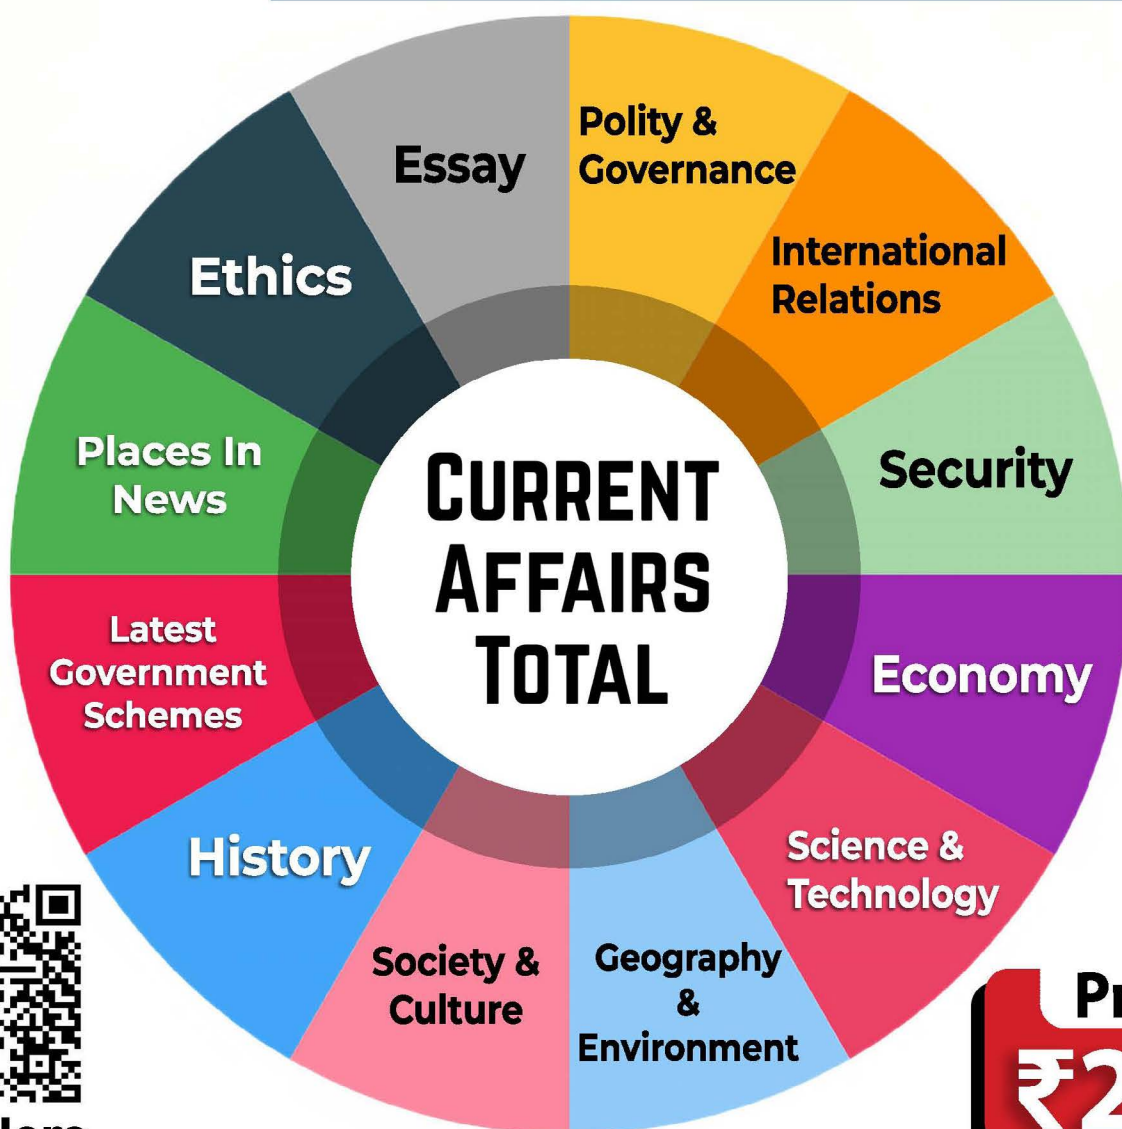 Essay
Polity &
Governance
International
Relations
Security
Economy
Science &
Technology
Geography
&
Environment
Society &
Culture
History
Latest
Government
Schemes
Places In
News
Ethics
CURRENT
AFFAIRS
TOTAL
₹2